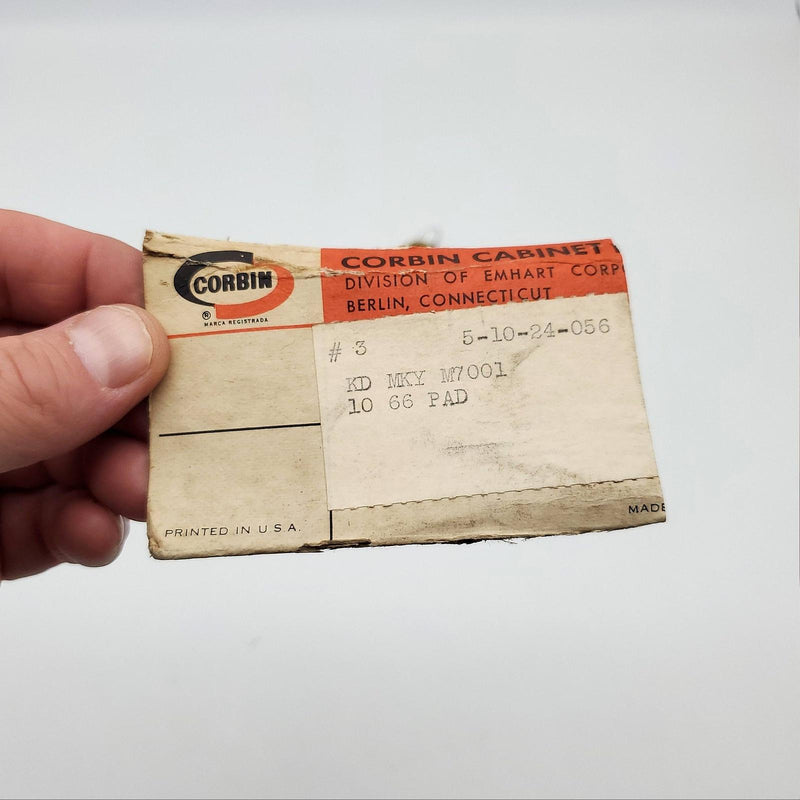 CORBIN
®
MARCA REGISTRADA
CORBIN CABINET
DIVISION OF EMHART CORPO
BERLIN, CONNECTICUT
# 3 5-10-24-056
KD MKY M7001
10 66 PAD
PRINTED IN U.S.A.
MADE